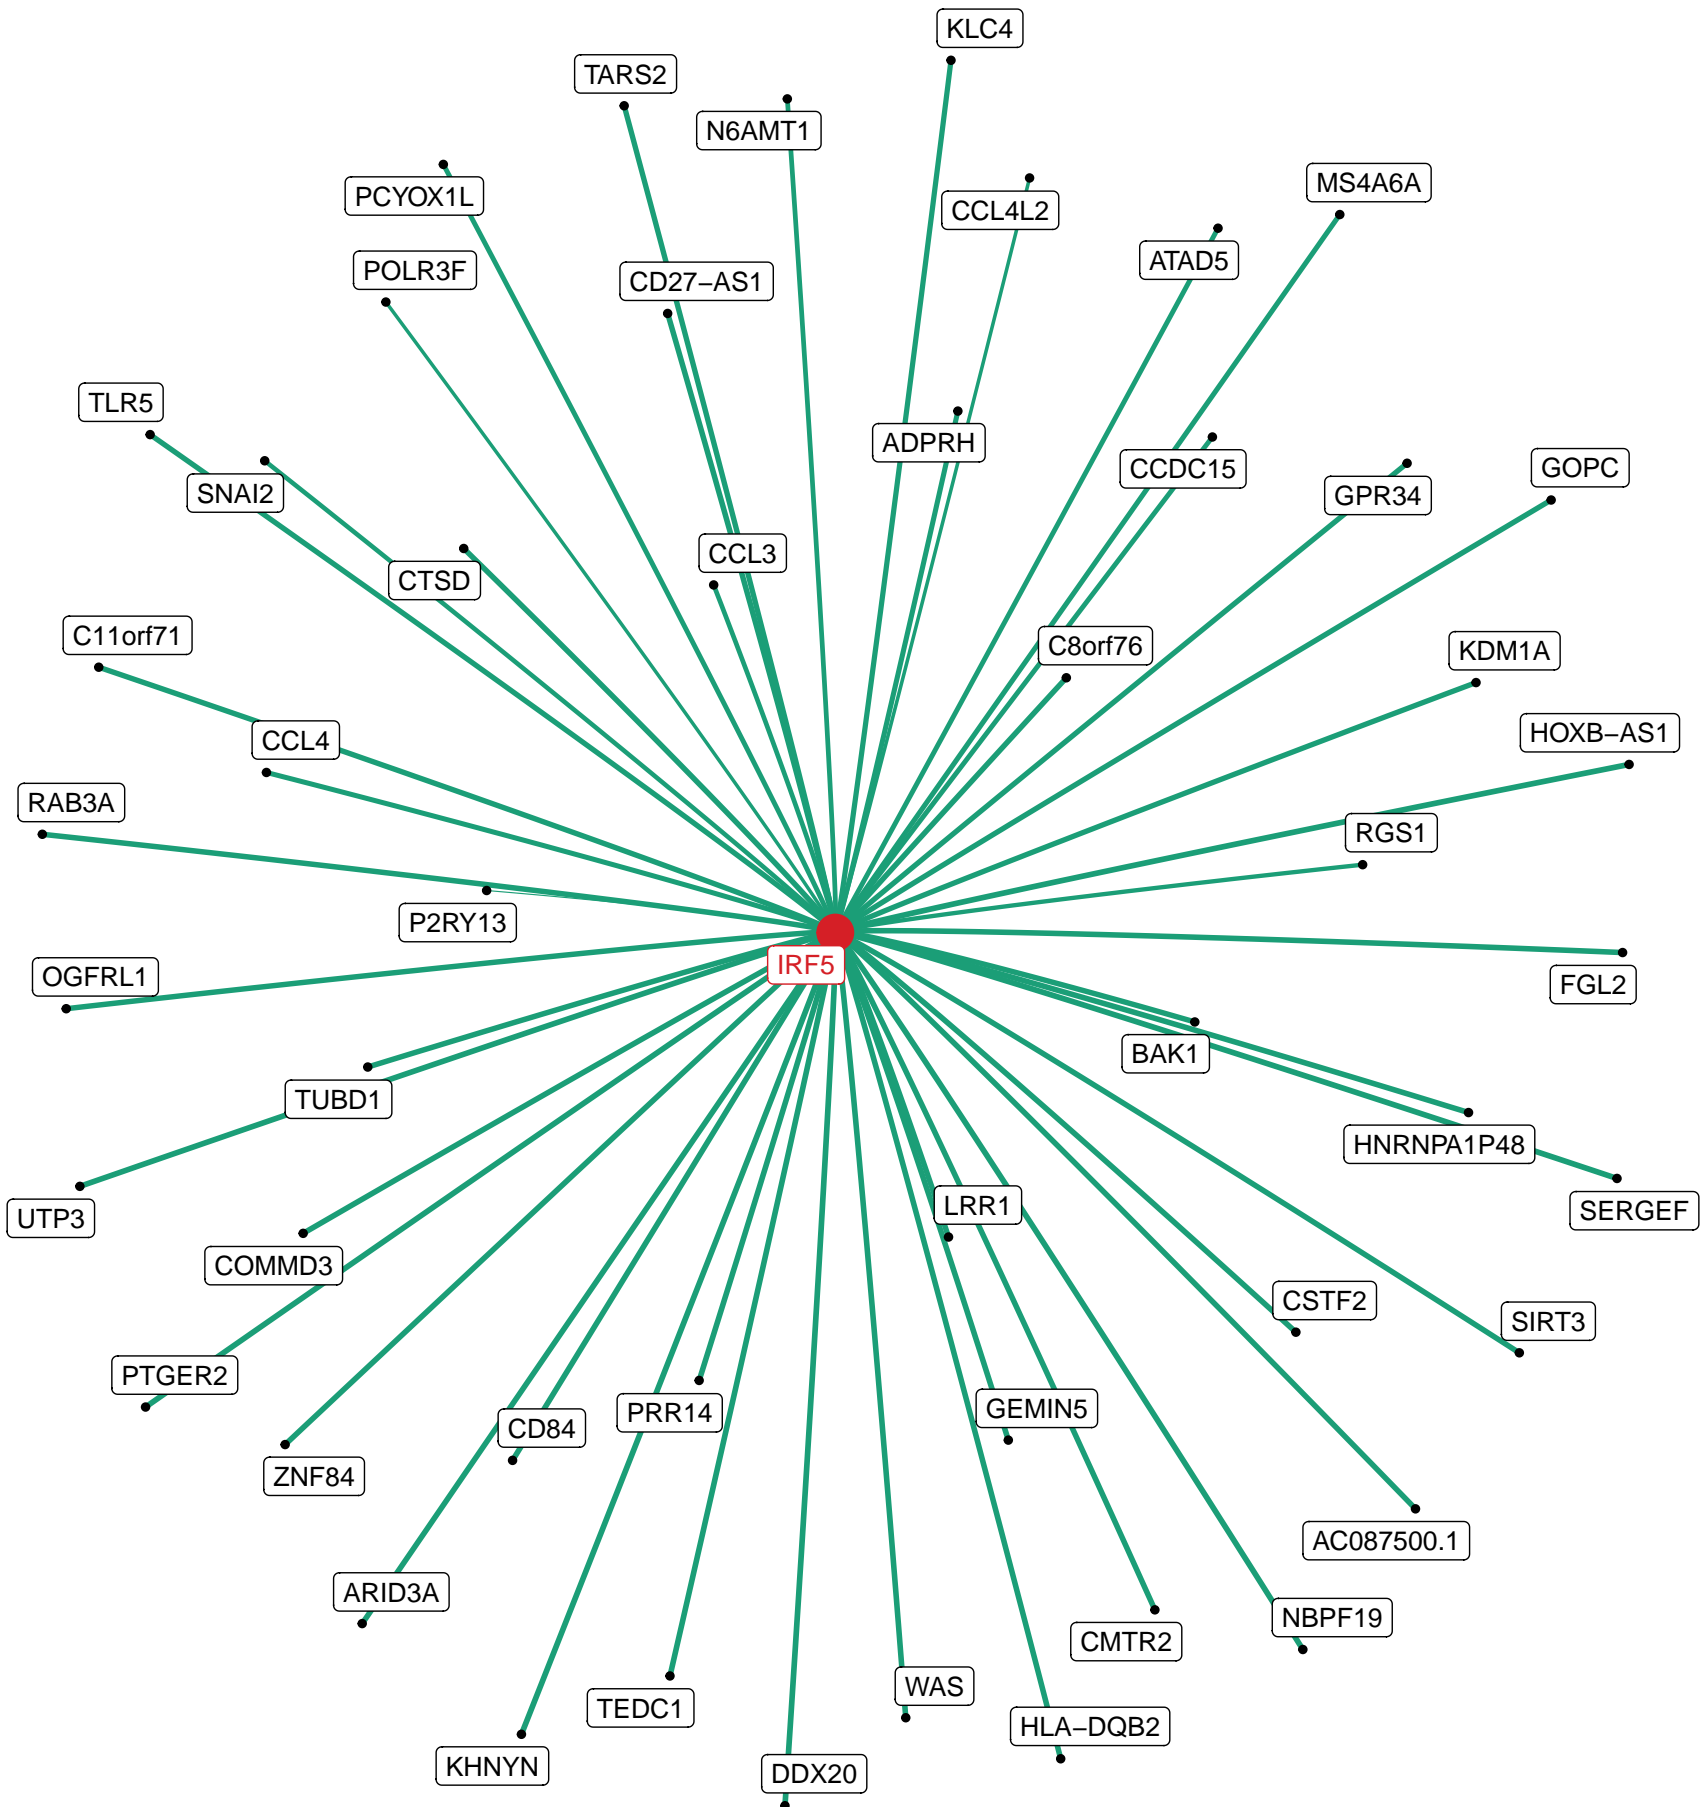 KLC4
TARS2
N6AMT1
MS4A6A
PCYOX1L
CCL4L2
ATAD5
POLR3F
CD27−AS1
TLR5
ADPRH
CCDC15
GOPC
SNAI2
GPR34
CCL3
CTSD
C11orf71
C8orf76
KDM1A
CCL4
HOXB−AS1
RAB3A
RGS1
P2RY13
IRF5
OGFRL1
FGL2
BAK1
TUBD1
HNRNPA1P48
LRR1
SERGEF
UTP3
COMMD3
CSTF2
SIRT3
PTGER2
GEMIN5
PRR14
CD84
ZNF84
AC087500.1
ARID3A
NBPF19
CMTR2
WAS
TEDC1
HLA−DQB2
KHNYN
DDX20